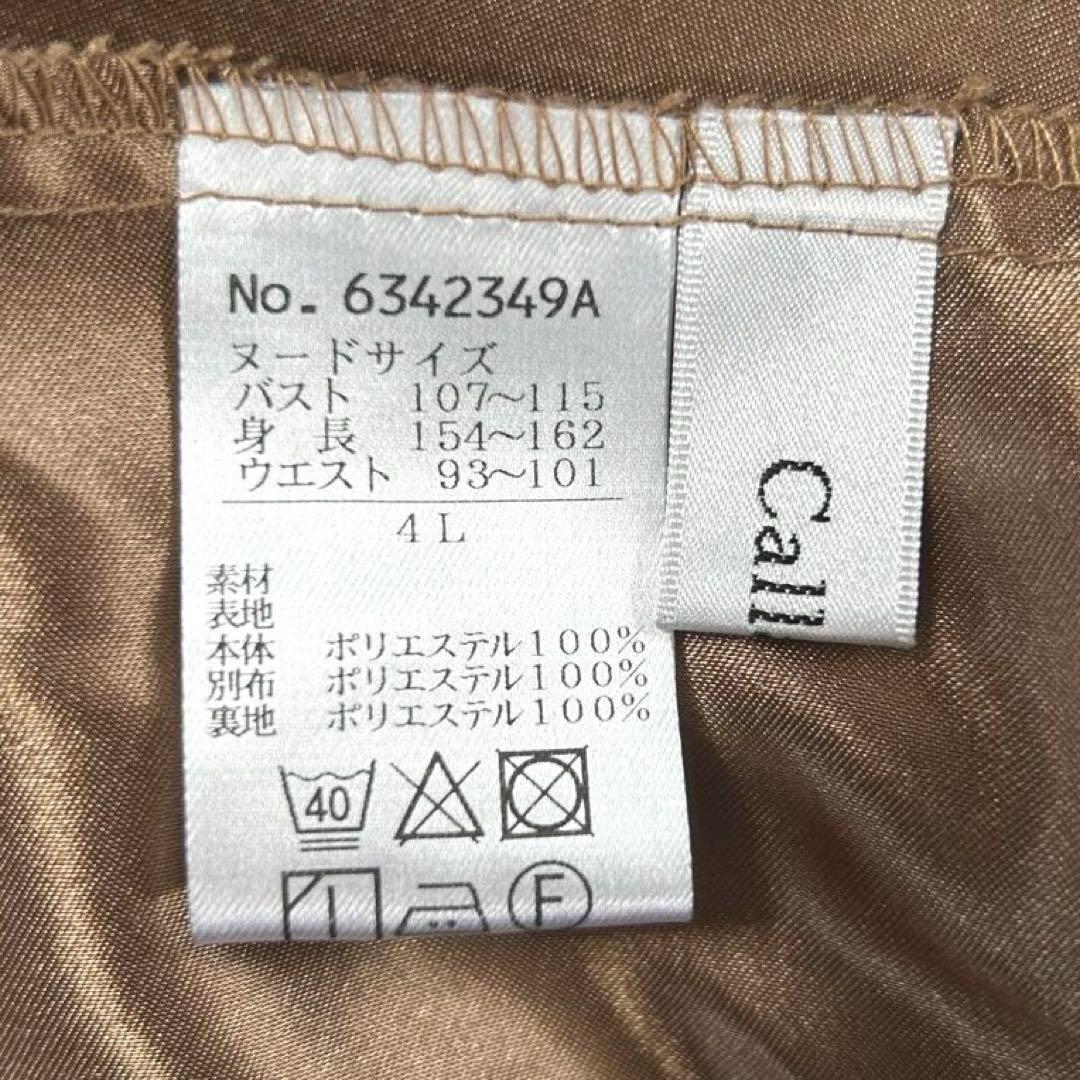 No. 6342349A
ヌードサイズ
バスト 107～115
身 長 154～162
ウエスト 93～101
4L
素材
表地
本体 ポリエステル100%
別布 ポリエステル100%
裏地 ポリエステル100%
40
F
Call